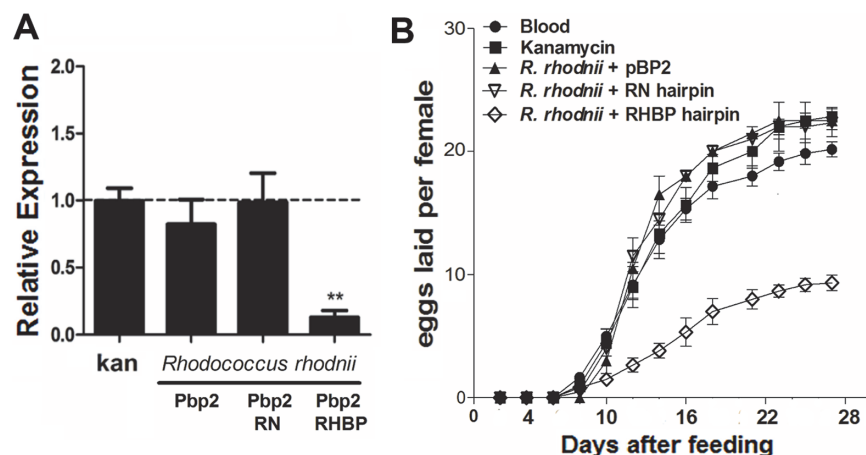 A
Relative Expression
2.0
1.5
1.0
0.5
0.0
**
kan
Rhodococcus rhodnii
Pbp2
Pbp2 RN
Pbp2 RHBP
B
Blood
Kanamycin
R. rhodnii + pBP2
R. rhodnii + RN hairpin
R. rhodnii + RHBP hairpin
eggs laid per female
30
20
10
0
0 4 10 16 22 28
Days after feeding